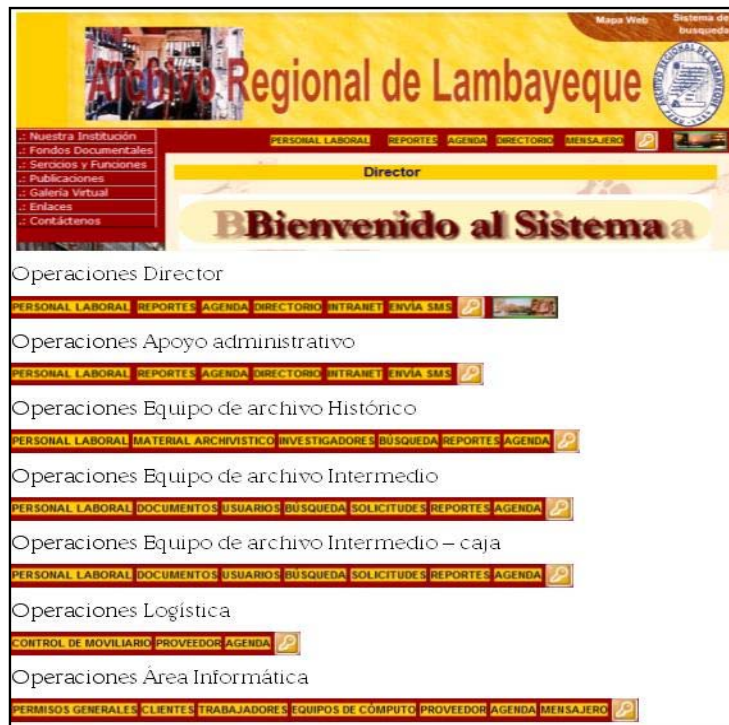 Mapa Web
Sistema de
busqueda
Archivo Regional de Lambayeque
ARCHIVO REGIONAL DE LAMBAYEQUE
.: Nuestra Institución
.: Fondos Documentales
.: Sercicios y Funciones
.: Publicaciones
.: Galería Virtual
.: Enlaces
.: Contáctenos
PERSONAL LABORAL REPORTES AGENDA DIRECTORIO MENSAJERO
Director
Bienvenido al Sistema
Operaciones Director
PERSONAL LABORAL REPORTES AGENDA DIRECTORIO INTRANET ENVÍA SMS
Operaciones Apoyo administrativo
PERSONAL LABORAL REPORTES AGENDA DIRECTORIO INTRANET ENVÍA SMS
Operaciones Equipo de archivo Histórico
PERSONAL LABORAL MATERIAL ARCHIVISTICO INVESTIGADORES BÚSQUEDA REPORTES AGENDA
Operaciones Equipo de archivo Intermedio
PERSONAL LABORAL DOCUMENTOS USUARIOS BÚSQUEDA SOLICITUDES REPORTES AGENDA
Operaciones Equipo de archivo Intermedio – caja
PERSONAL LABORAL DOCUMENTOS USUARIOS BÚSQUEDA SOLICITUDES REPORTES AGENDA
Operaciones Logística
CONTROL DE MOVILIARIO PROVEEDOR AGENDA
Operaciones Área Informática
PERMISOS GENERALES CLIENTES TRABAJADORES EQUIPOS DE CÓMPUTO PROVEEDOR AGENDA MENSAJERO